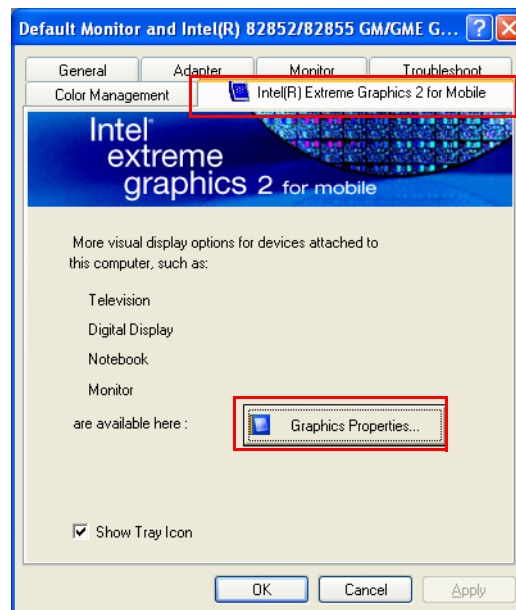 Default Monitor and Intel(R) 82852/82855 GM/GME G...
General Adapter Monitor Troubleshoot
Color Management Intel(R) Extreme Graphics 2 for Mobile
Intel®
extreme
graphics 2 for mobile
More visual display options for devices attached to
this computer, such as:
Television
Digital Display
Notebook
Monitor
are available here : Graphics Properties...
Show Tray Icon
OK Cancel Apply